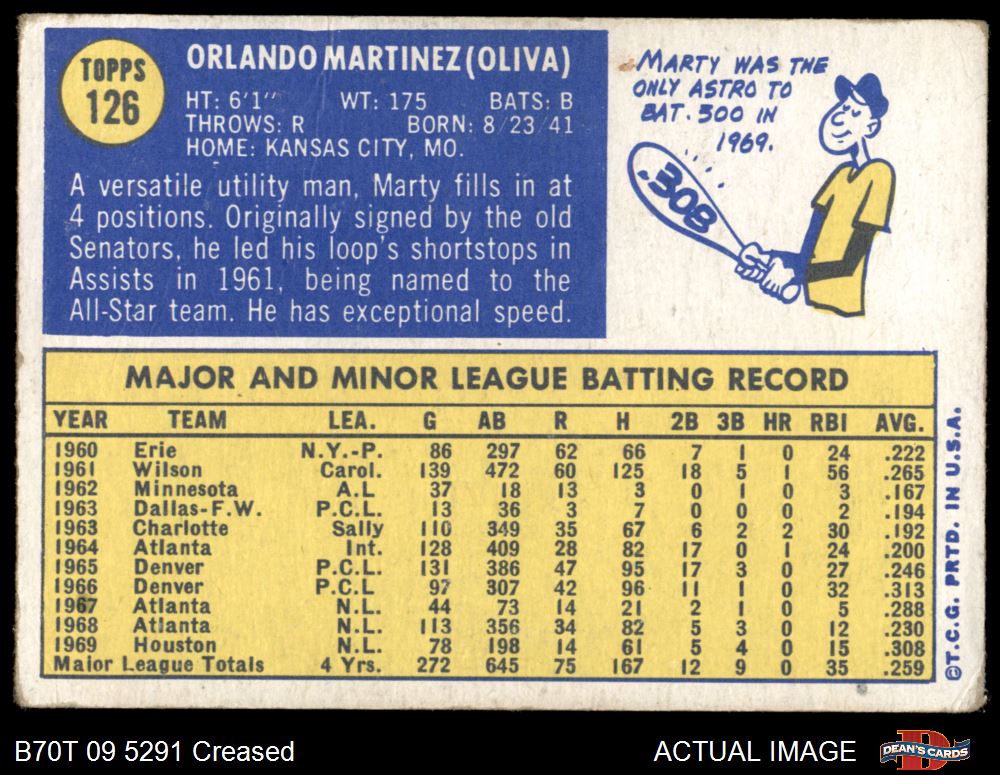 TOPPS
126
ORLANDO MARTINEZ (OLIVA)
HT: 6'1" WT: 175 BATS: B
THROWS: R BORN: 8/23/41
HOME: KANSAS CITY, MO.
A versatile utility man, Marty fills in at
4 positions. Originally signed by the old
Senators, he led his loop's shortstops in
Assists in 1961, being named to the
All-Star team. He has exceptional speed.
MARTY WAS THE
ONLY ASTRO TO
BAT .300 IN
1969.
.308
MAJOR AND MINOR LEAGUE BATTING RECORD
YEAR TEAM LEA. G AB R H 2B 3B HR RBI AVG.
1960 Erie N.Y.-P. 86 297 62 66 7 1 0 24 .222
1961 Wilson Carol. 139 472 60 125 18 5 1 56 .265
1962 Minnesota A.L 37 18 13 3 0 1 0 3 .167
1963 Dallas-F.W. P.C.L. 13 36 3 7 0 0 0 2 .194
1963 Charlotte Sally 110 349 35 67 6 2 2 30 .192
1964 Atlanta Int. 128 409 28 82 17 0 1 24 .200
1965 Denver P.C.L. 131 386 47 95 17 3 0 27 .246
1966 Denver P.C.L 97 307 42 96 11 1 0 32 .313
1967 Atlanta N.L. 44 73 14 21 2 1 0 5 .288
1968 Atlanta N.L. 113 356 34 82 5 3 0 12 .230
1969 Houston N.L. 78 198 14 61 5 4 0 15 .308
Major League Totals 4 Yrs. 272 645 75 167 12 9 0 35 .259
©T.C.G. PRTD. IN U.S.A.
B70T 09 5291 Creased
ACTUAL IMAGE
D
DEAN'S CARDS